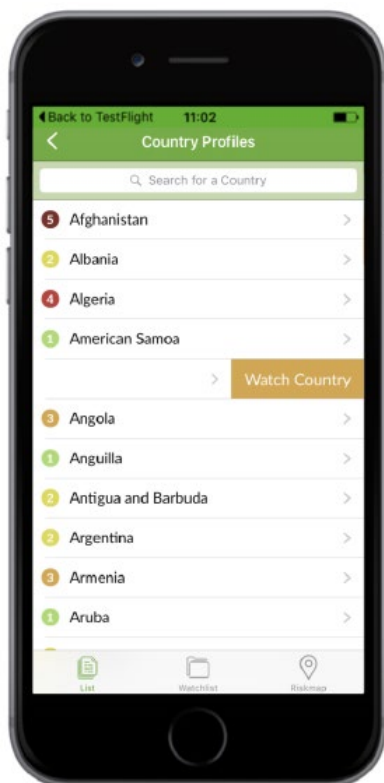 Back to TestFlight 11:02
Country Profiles
Search for a Country
5 Afghanistan
2 Albania
4 Algeria
1 American Samoa
Watch Country
3 Angola
1 Anguilla
2 Antigua and Barbuda
2 Argentina
3 Armenia
1 Aruba
List Watchlist Riskmap